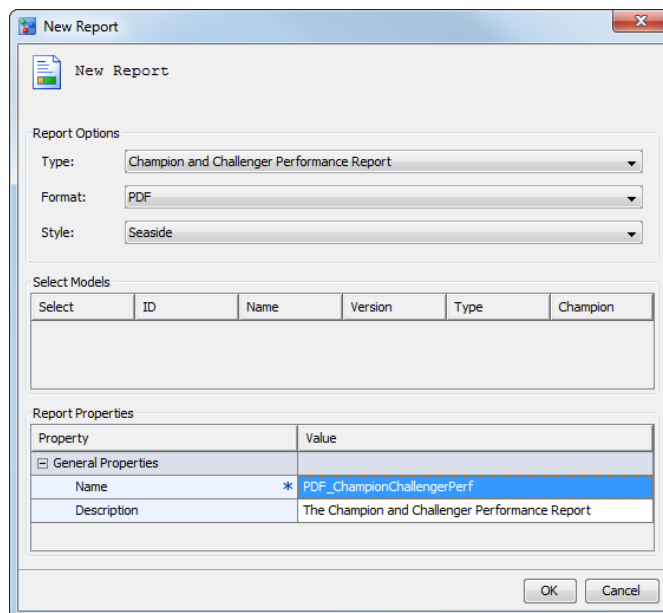 New Report
New Report
Report Options
Type: Champion and Challenger Performance Report
Format: PDF
Style: Seaside
Select Models
Select ID Name Version Type Champion
Report Properties
Property Value
General Properties
Name * PDF_ChampionChallengerPerf
Description The Champion and Challenger Performance Report
OK Cancel